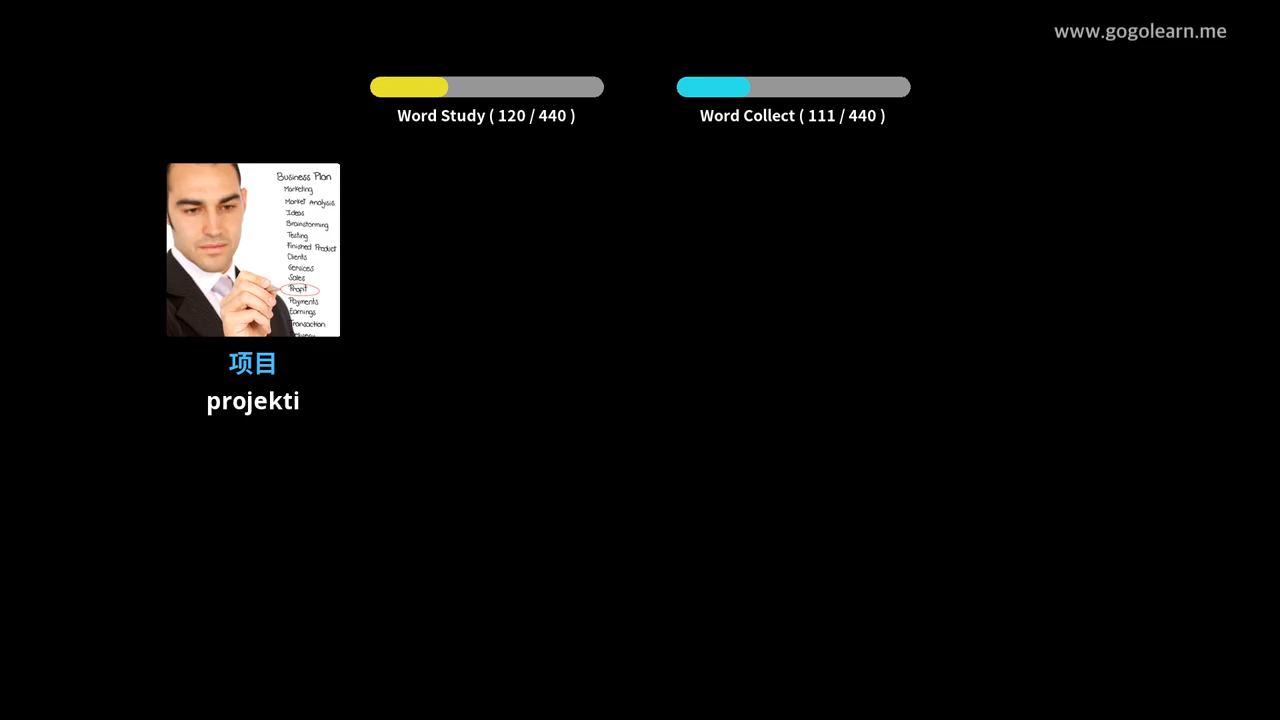 www.gogolearn.me
Word Study ( 120 / 440 )
Word Collect ( 111 / 440 )
Business Plan
Marketing
Market Analysis
Ideas
Brainstorming
Testing
Finished Product
Clients
Services
Sales
Profit
Payments
Earnings
Transaction
Delivery
项目
projekti